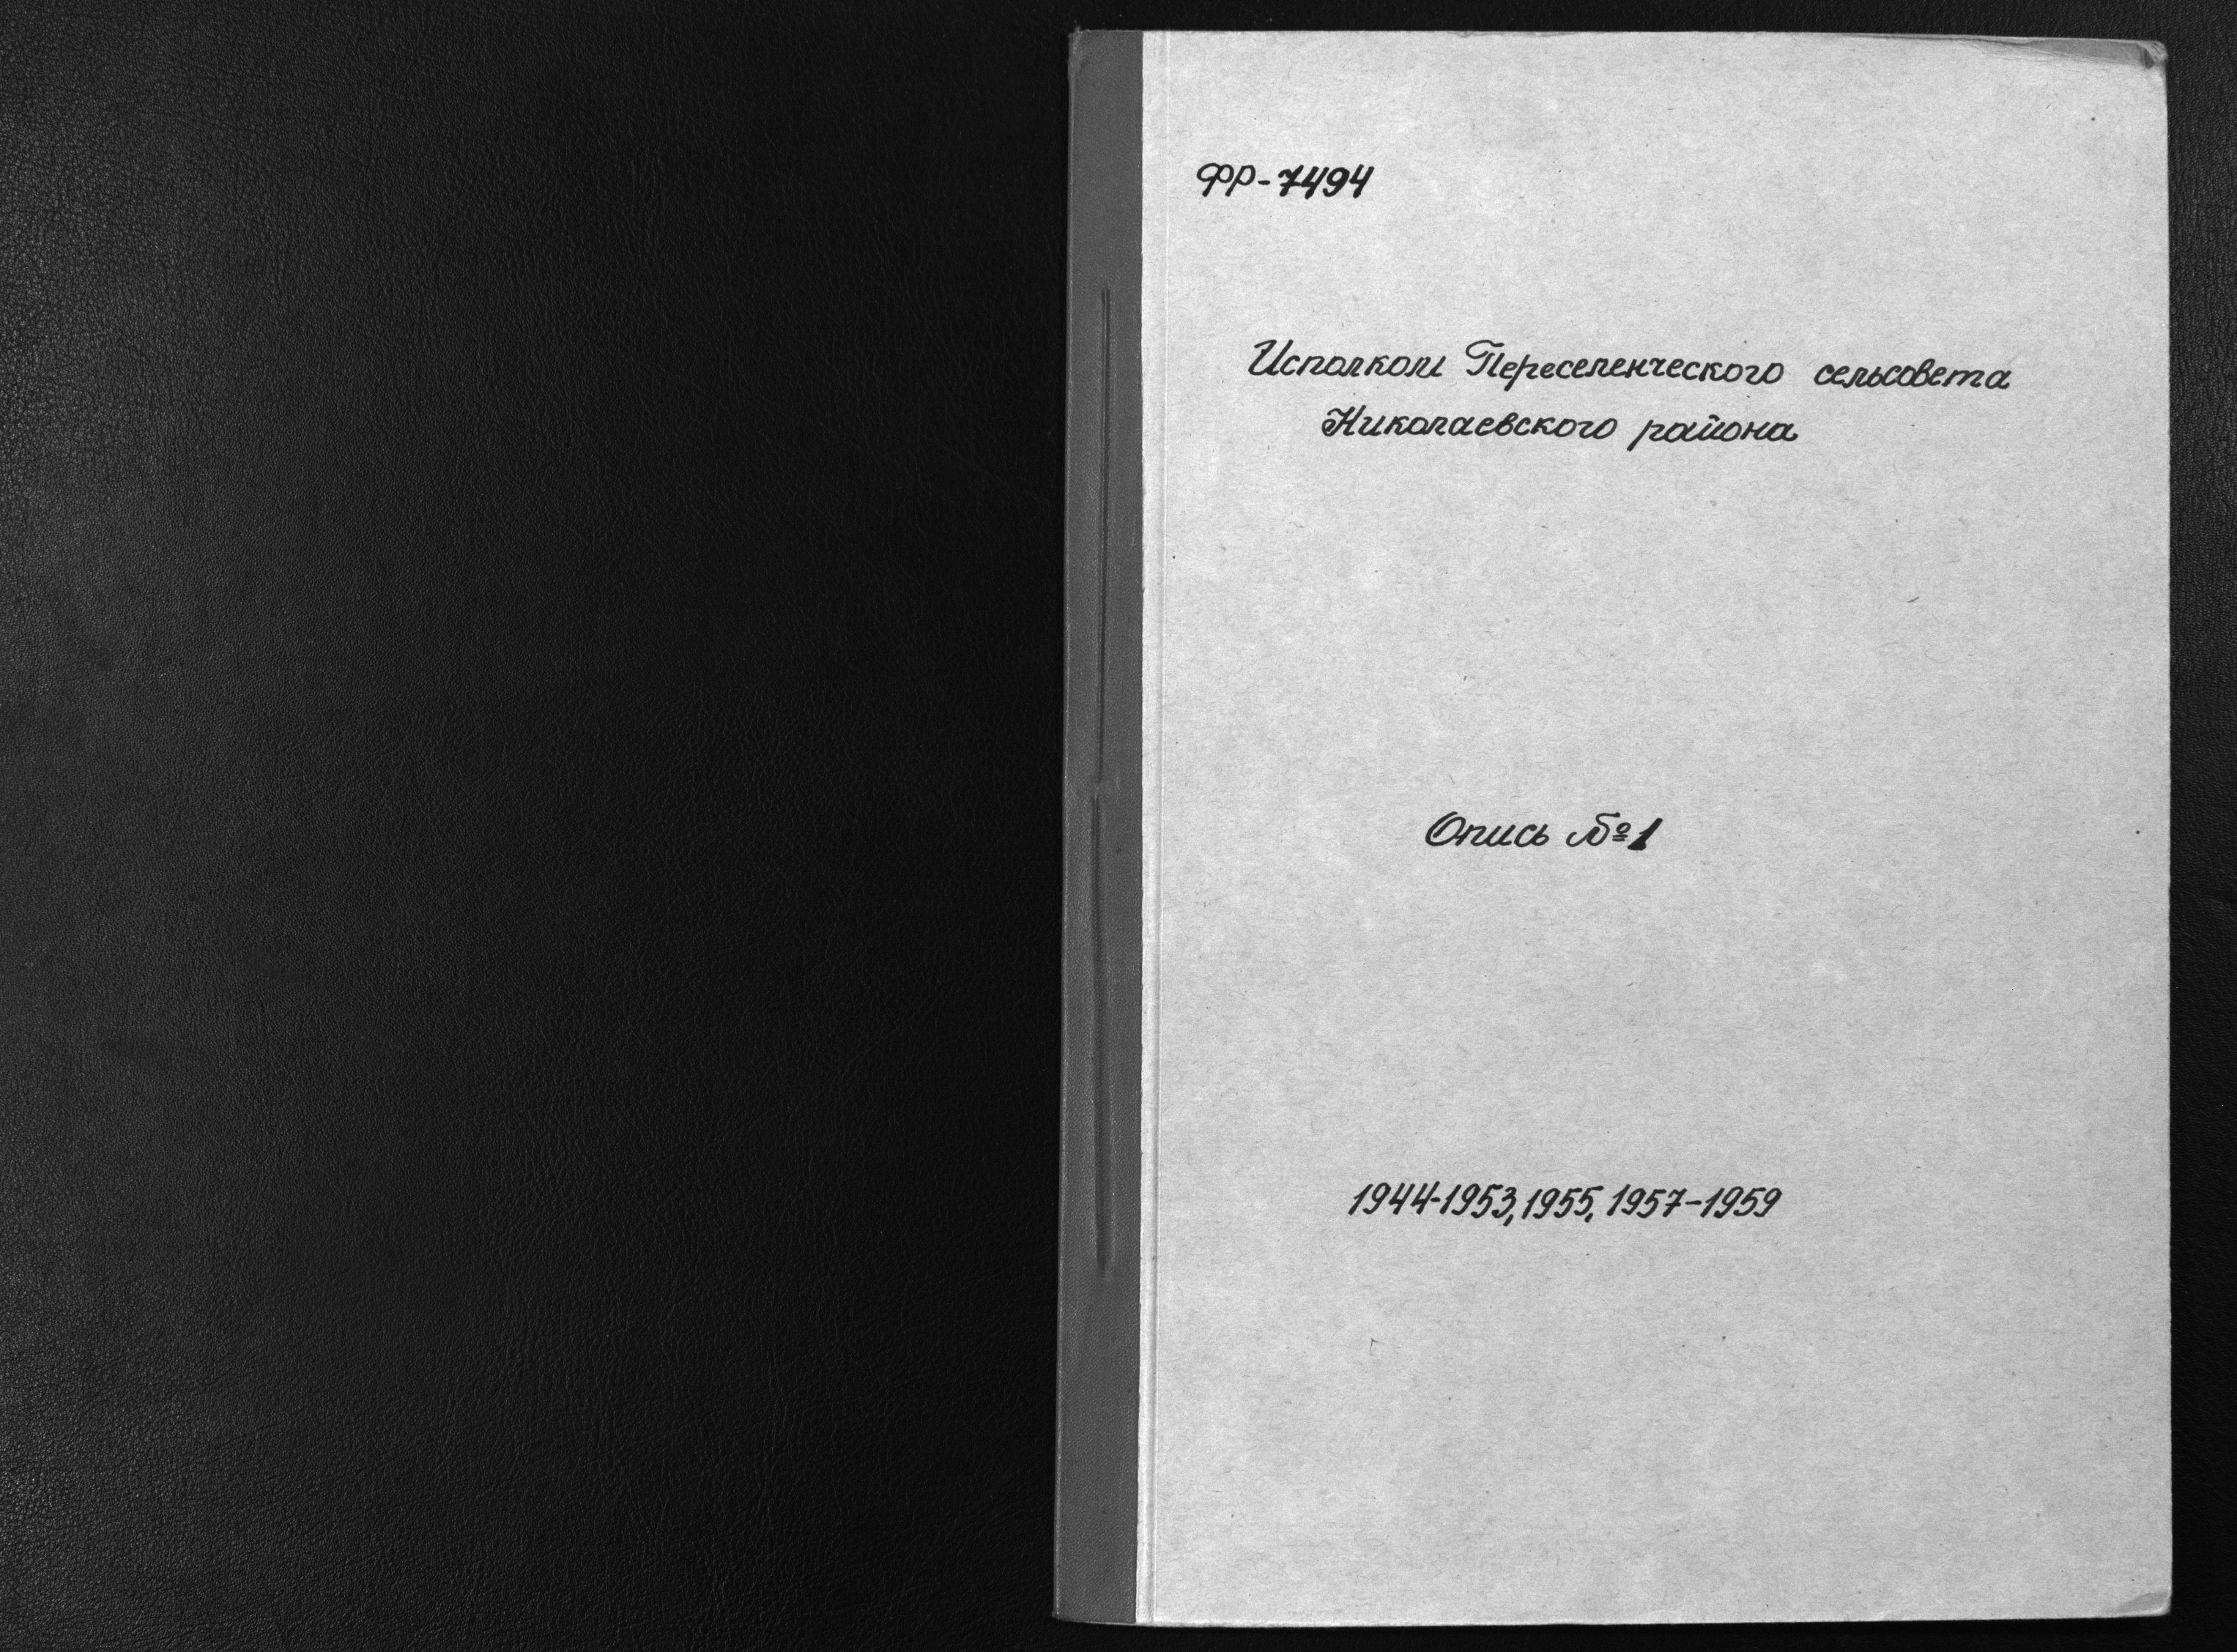 ФР-7494
Исполком Переселенческого сельсовета
Николаевского района
Опись №1
1944-1953, 1955, 1957-1959